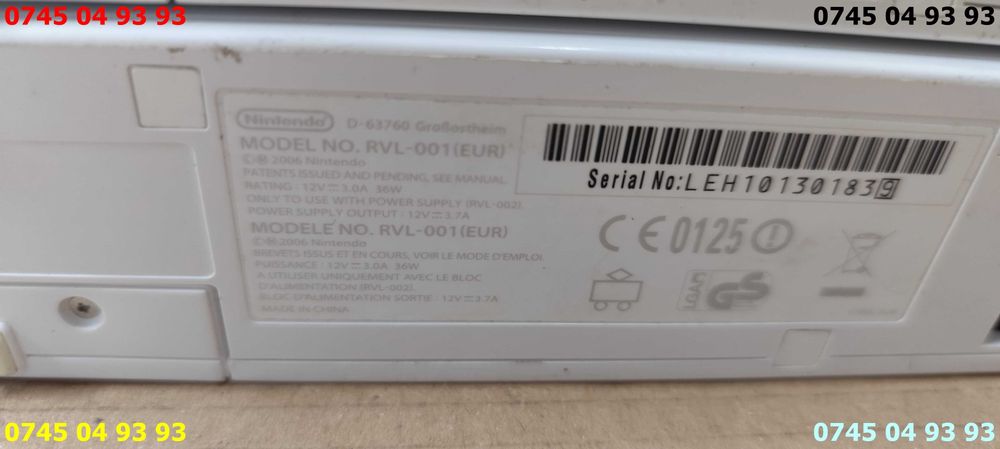 0745 04 93 93
0745 04 93 93
Nintendo D-63760 Großostheim
MODEL NO. RVL-001(EUR)
©® 2006 Nintendo
PATENTS ISSUED AND PENDING, SEE MANUAL.
RATING : 12V⎓3.0A 36W
ONLY TO USE WITH POWER SUPPLY (RVL-002).
POWER SUPPLY OUTPUT : 12V⎓3.7A
MODELE NO. RVL-001(EUR)
©® 2006 Nintendo
BREVETS ISSUS ET EN COURS, VOIR LE MODE D'EMPLOI.
PUISSANCE : 12V⎓3.0A 36W
A UTILISER UNIQUEMENT AVEC LE BLOC
D'ALIMENTATION (RVL-002).
BLOC D'ALIMENTATION SORTIE : 12V⎓3.7A
MADE IN CHINA
Serial No:LEH101301839
CE0125
LGA
GS
0745 04 93 93
0745 04 93 93